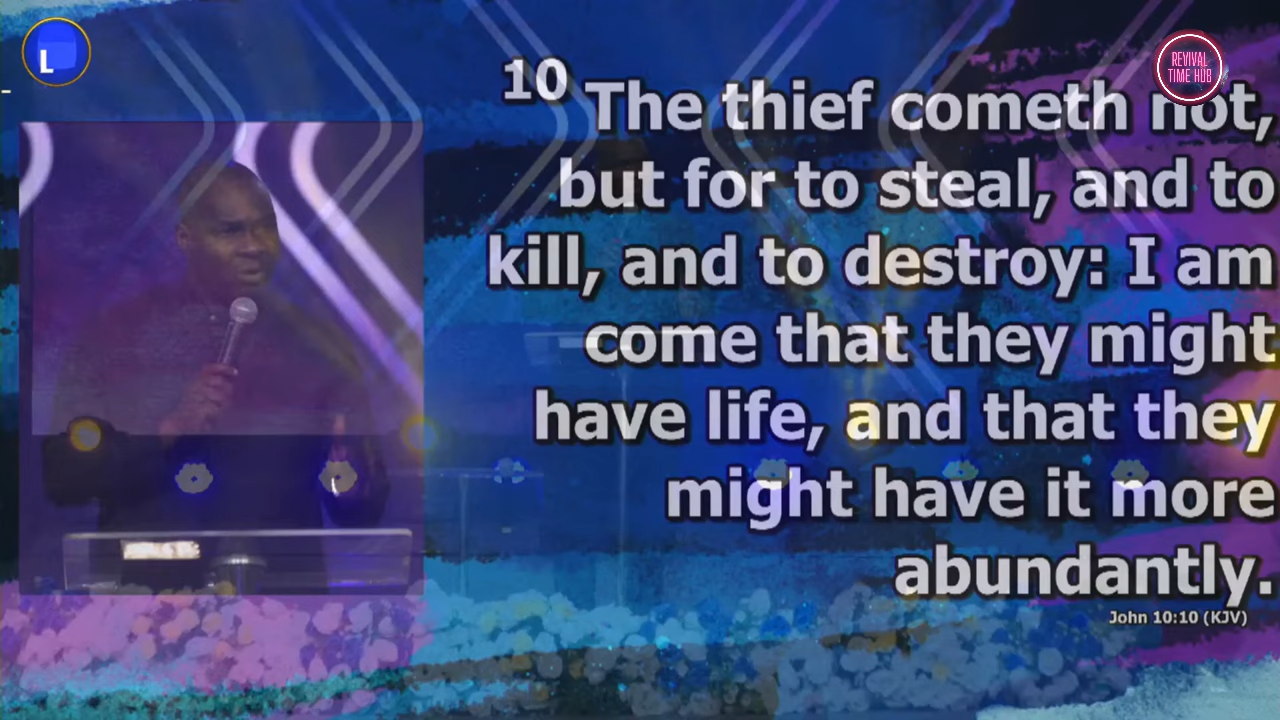 L
REVIVAL
TIME HUB
10 The thief cometh not,
but for to steal, and to
kill, and to destroy: I am
come that they might
have life, and that they
might have it more
abundantly.
John 10:10 (KJV)